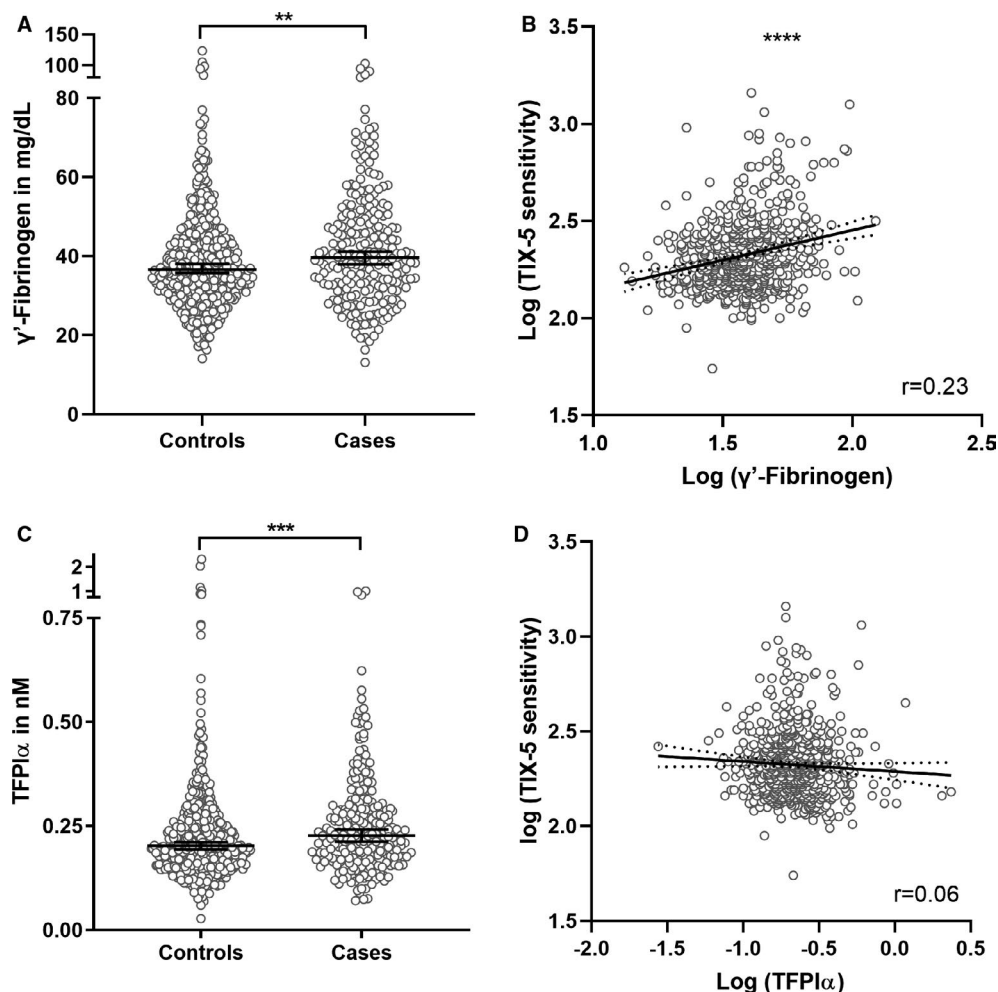 A
**
150
100
80
60
40
20
0
γ’-Fibrinogen in mg/dL
Controls
Cases
B
****
3.5
3.0
2.5
2.0
1.5
Log (TIX-5 sensitivity)
r=0.23
1.0
1.5
2.0
2.5
Log (γ’-Fibrinogen)
C
***
2
1
0.75
0.50
0.25
0.00
TFPIα in nM
Controls
Cases
D
3.5
3.0
2.5
2.0
1.5
log (TIX-5 sensitivity)
r=0.06
-2.0
-1.5
-1.0
-0.5
0.0
0.5
Log (TFPIα)